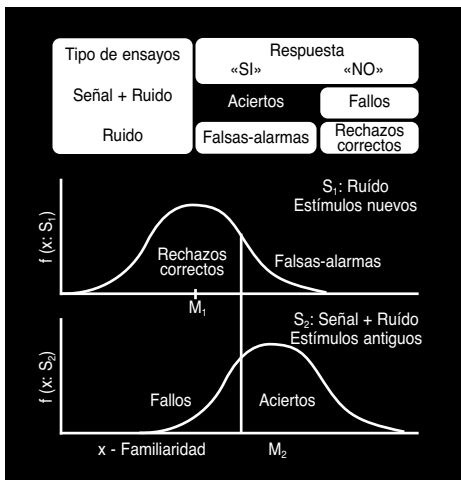 Tipo de ensayos
Respuesta
«SI» «NO»
Señal + Ruido
Aciertos
Fallos
Ruido
Falsas-alarmas
Rechazos
correctos
S₁: Ruído
Estímulos nuevos
f (x: S₁)
Rechazos
correctos
Falsas-alarmas
M₁
S₂: Señal + Ruído
Estímulos antiguos
f (x: S₂)
Fallos
Aciertos
x - Familiaridad
M₂